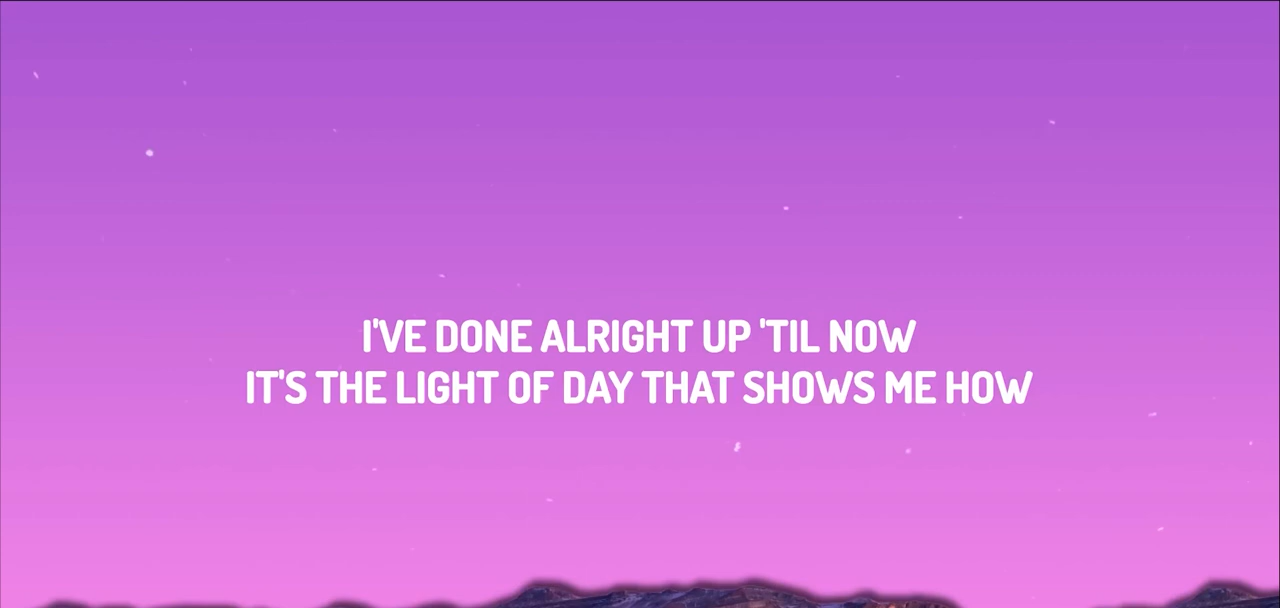 I'VE DONE ALRIGHT UP 'TIL NOW
IT'S THE LIGHT OF DAY THAT SHOWS ME HOW